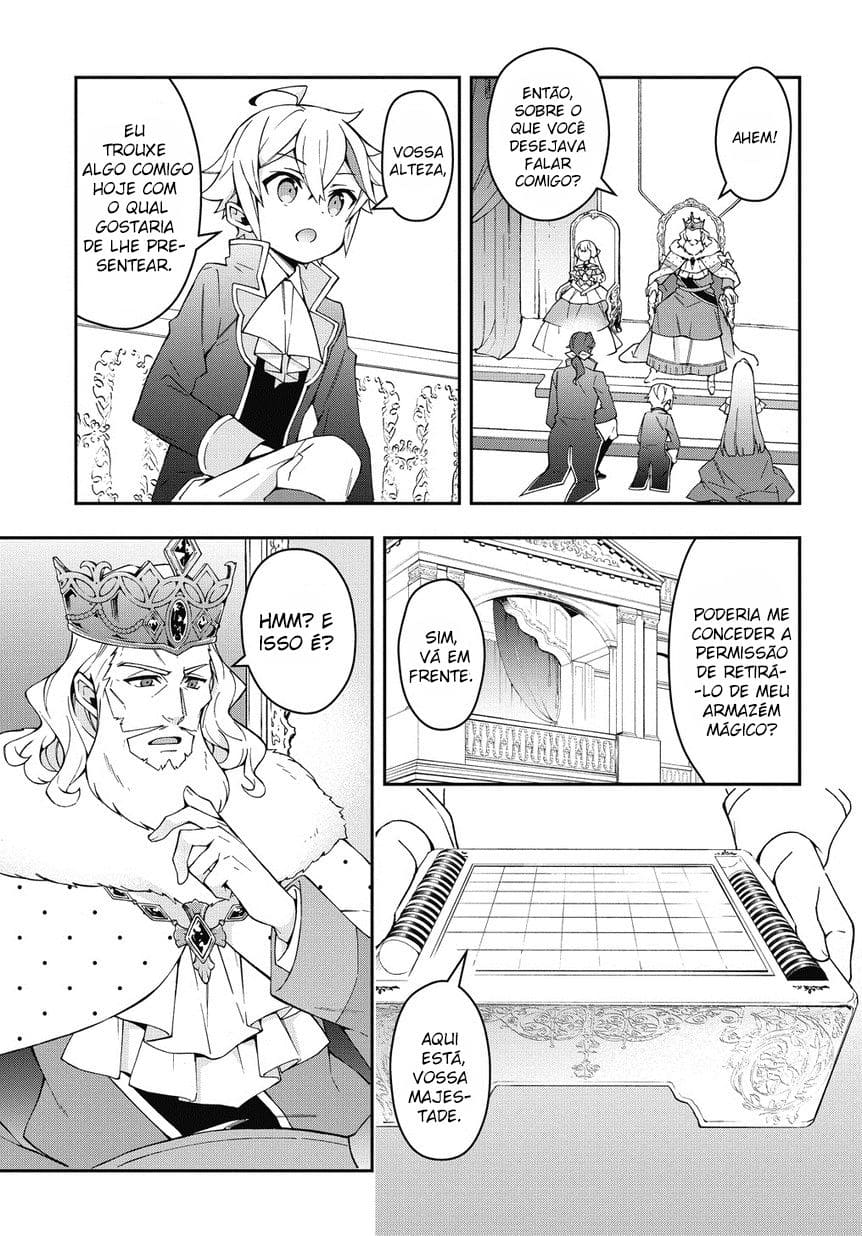 AHEM!
ENTÃO,
SOBRE O
QUE VOCÊ
DESEJAVA
FALAR
COMIGO?
VOSSA
ALTEZA,
EU
TROUXE
ALGO COMIGO
HOJE COM
O QUAL
GOSTARIA
DE LHE PRE-
SENTEAR.
PODERIA ME
CONCEDER A
PERMISSÃO
DE RETIRÁ-
-LO DE MEU
ARMAZÉM
MÁGICO?
SIM,
VÁ EM
FRENTE.
AQUI
ESTÁ,
VOSSA
MAJES-
TADE.
HMM? E
ISSO É?